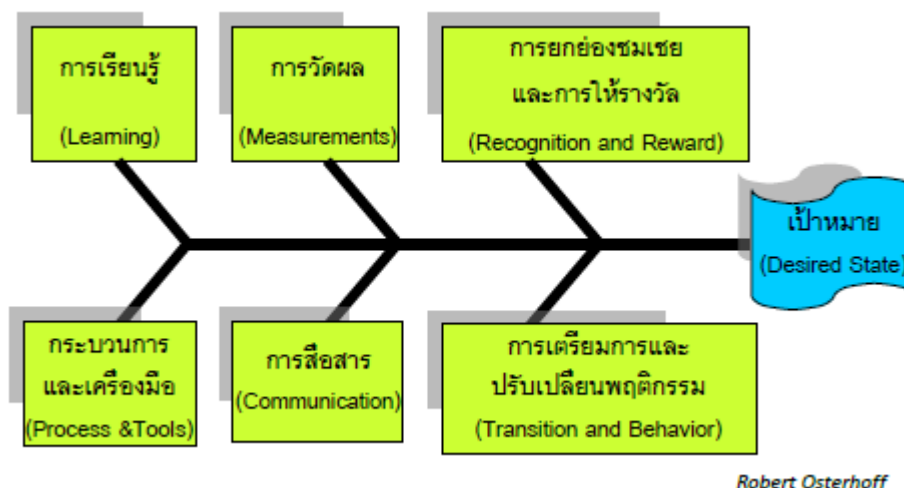 การเรียนรู้
(Learning)
การวัดผล
(Measurements)
การยกย่องชมเชย
และการให้รางวัล
(Recognition and Reward)
เป้าหมาย
(Desired State)
กระบวนการ
และเครื่องมือ
(Process &Tools)
การสื่อสาร
(Communication)
การเตรียมการและ
ปรับเปลี่ยนพฤติกรรม
(Transition and Behavior)
Robert Osterhoff